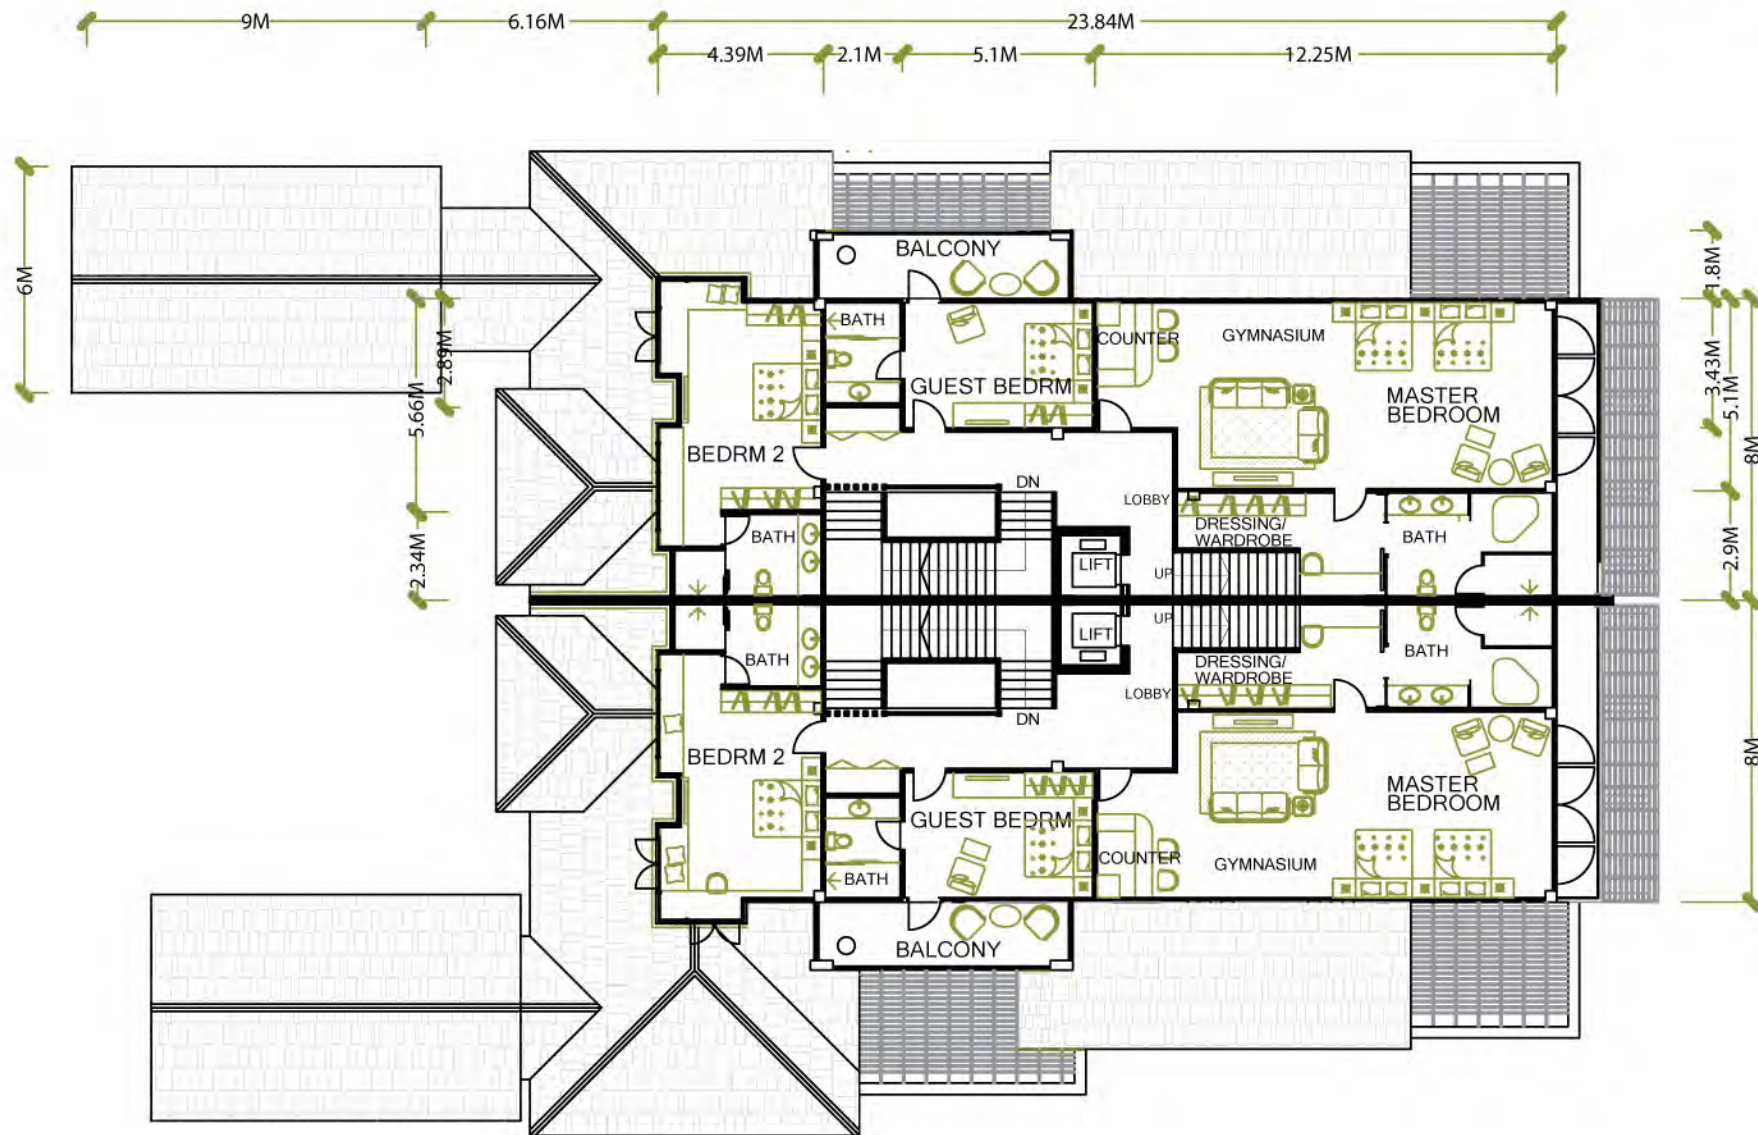 9M
6.16M
23.84M
4.39M
2.1M
5.1M
12.25M
6M
5.66M
2.89M
2.34M
1.8M
3.43M
5.1M
8M
2.9M
8M
BALCONY
BATH
COUNTER
GYMNASIUM
GUEST BEDRM
MASTER
BEDROOM
BEDRM 2
DN
LOBBY
DRESSING/
WARDROBE
BATH
BATH
LIFT
UP
LIFT
UP
BATH
BATH
DRESSING/
WARDROBE
LOBBY
DN
BEDRM 2
MASTER
BEDROOM
GUEST BEDRM
COUNTER
GYMNASIUM
BATH
BALCONY